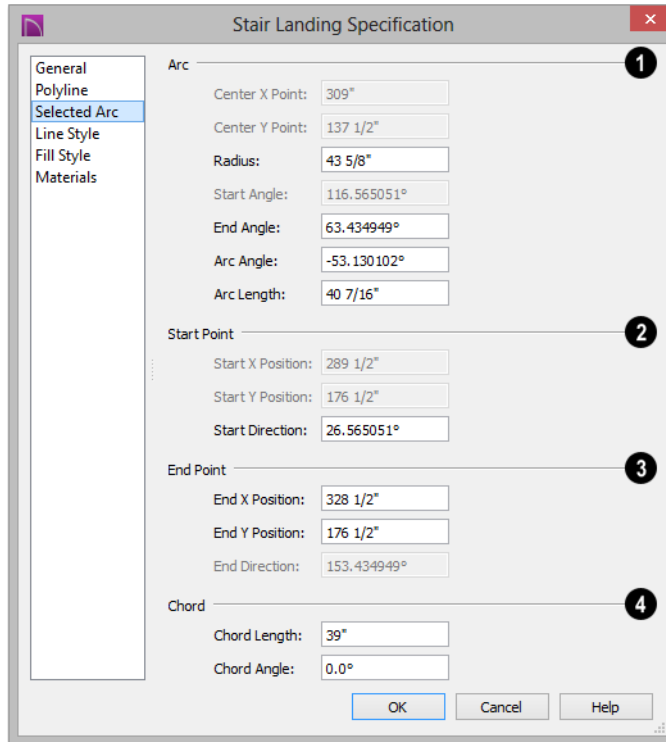 Stair Landing Specification
General
Polyline
Selected Arc
Line Style
Fill Style
Materials
Arc 1
Center X Point: 309"
Center Y Point: 137 1/2"
Radius: 43 5/8"
Start Angle: 116.565051°
End Angle: 63.434949°
Arc Angle: -53.130102°
Arc Length: 40 7/16"
Start Point 2
Start X Position: 289 1/2"
Start Y Position: 176 1/2"
Start Direction: 26.565051°
End Point 3
End X Position: 328 1/2"
End Y Position: 176 1/2"
End Direction: 153.434949°
Chord 4
Chord Length: 39"
Chord Angle: 0.0°
OK Cancel Help